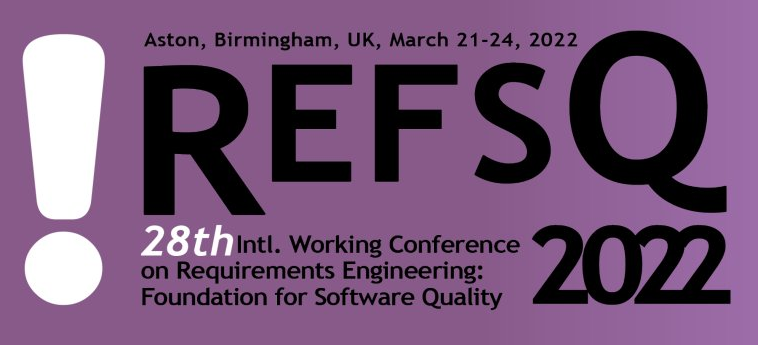 Aston, Birmingham, UK, March 21-24, 2022
! REFSQ
28th Intl. Working Conference
on Requirements Engineering:
Foundation for Software Quality
2022